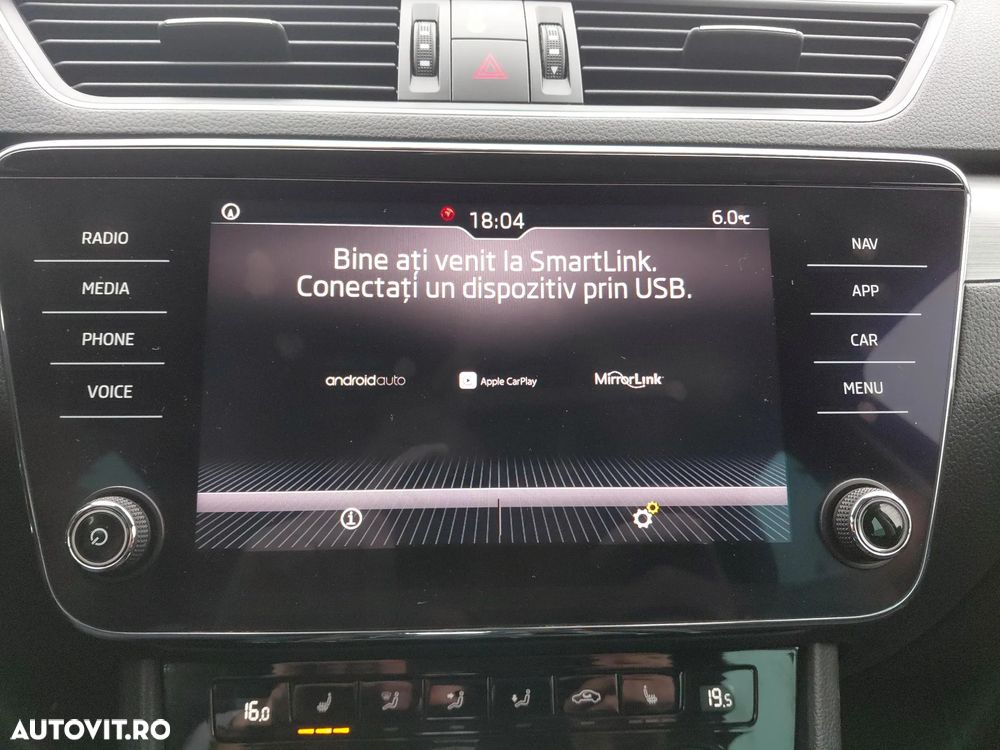 18:04
6.0°C
Bine ați venit la SmartLink.
Conectați un dispozitiv prin USB.
androidauto
Apple CarPlay
MirrorLink
RADIO
MEDIA
PHONE
VOICE
NAV
APP
CAR
MENU
16.0
19.5
AUTOVIT.RO